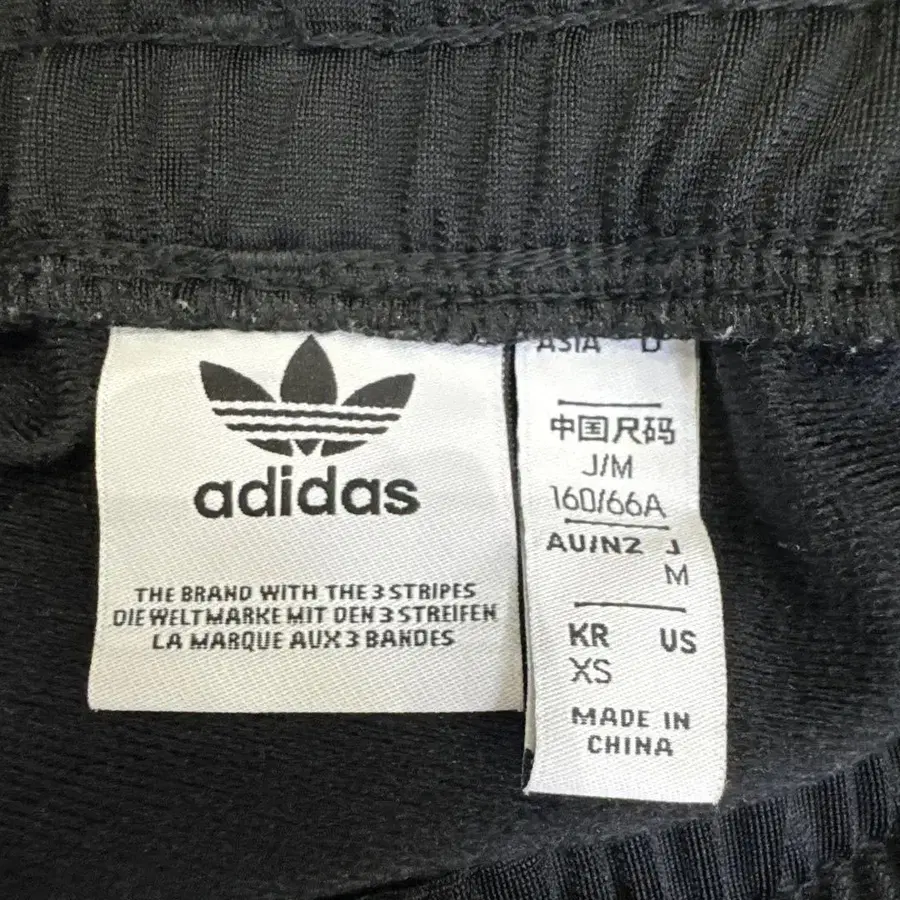 adidas
THE BRAND WITH THE 3 STRIPES
DIE WELTMARKE MIT DEN 3 STREIFEN
LA MARQUE AUX 3 BANDES
ASIA
中国尺码
J/M
160/66A
AU/NZ J
M
KR US
XS
MADE IN
CHINA